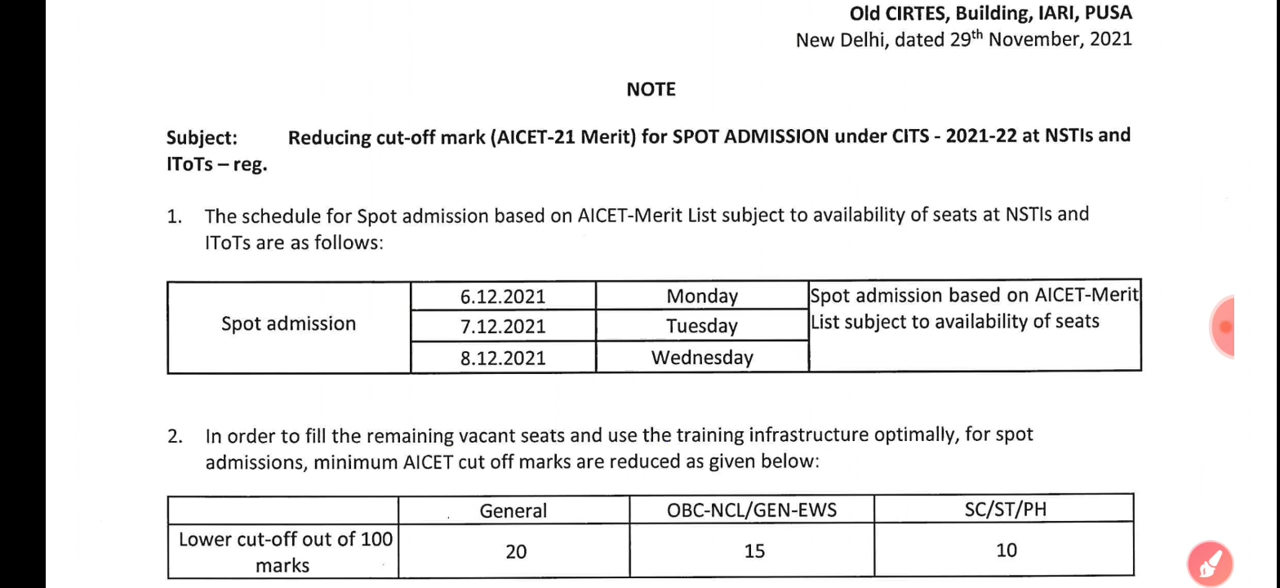 Old CIRTES, Building, IARI, PUSA
New Delhi, dated 29th November, 2021
NOTE
Subject: Reducing cut-off mark (AICET-21 Merit) for SPOT ADMISSION under CITS - 2021-22 at NSTIs and
IToTs – reg.
1. The schedule for Spot admission based on AICET-Merit List subject to availability of seats at NSTIs and
IToTs are as follows:
Spot admission
6.12.2021 Monday
7.12.2021 Tuesday
8.12.2021 Wednesday
Spot admission based on AICET-Merit
List subject to availability of seats
2. In order to fill the remaining vacant seats and use the training infrastructure optimally, for spot
admissions, minimum AICET cut off marks are reduced as given below:
General OBC-NCL/GEN-EWS SC/ST/PH
Lower cut-off out of 100
marks
20 15 10